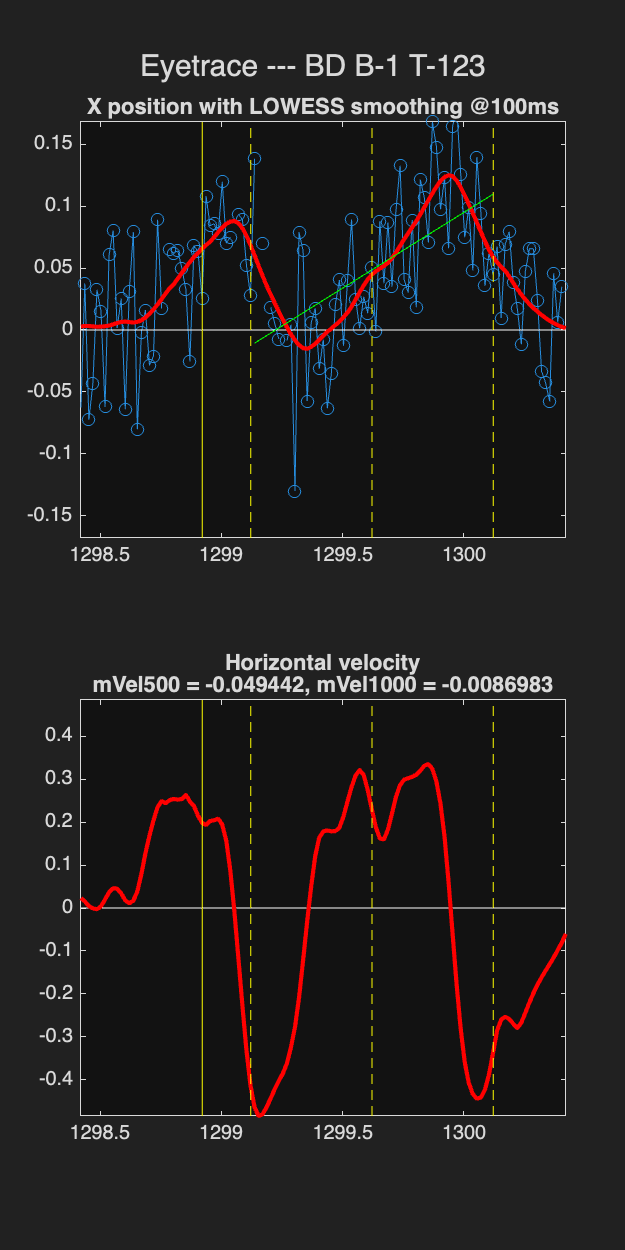 Eyetrace --- BD B-1 T-123
X position with LOWESS smoothing @100ms
0.15
0.1
0.05
0
-0.05
-0.1
-0.15
1298.5 1299 1299.5 1300
Horizontal velocity
mVel500 = -0.049442, mVel1000 = -0.0086983
0.4
0.3
0.2
0.1
0
-0.1
-0.2
-0.3
-0.4
1298.5 1299 1299.5 1300